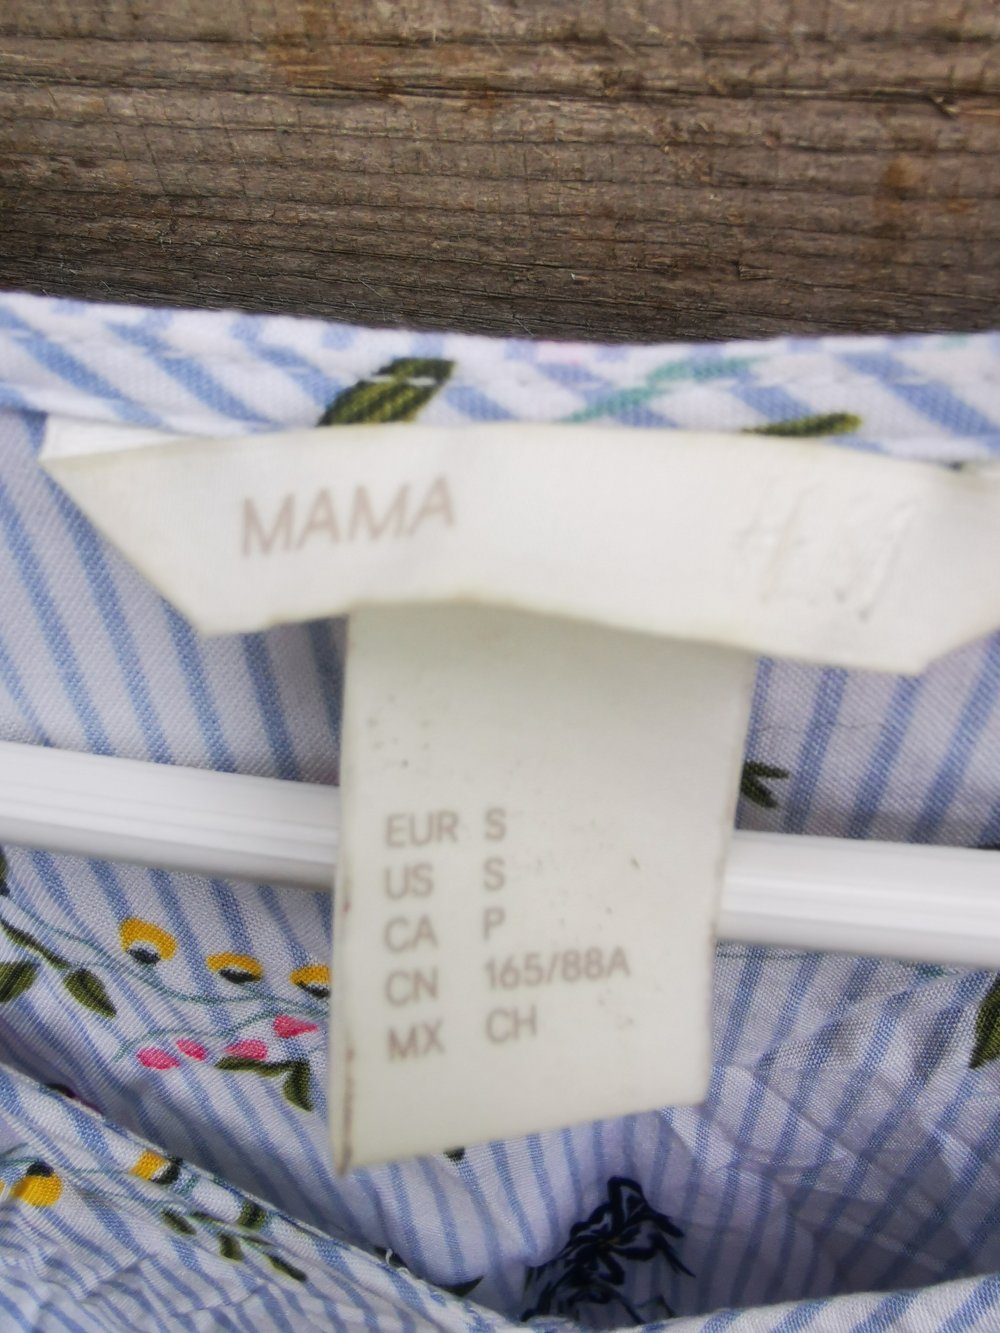 MAMA H&M
EUR S
US S
CA P
CN 165/88A
MX CH